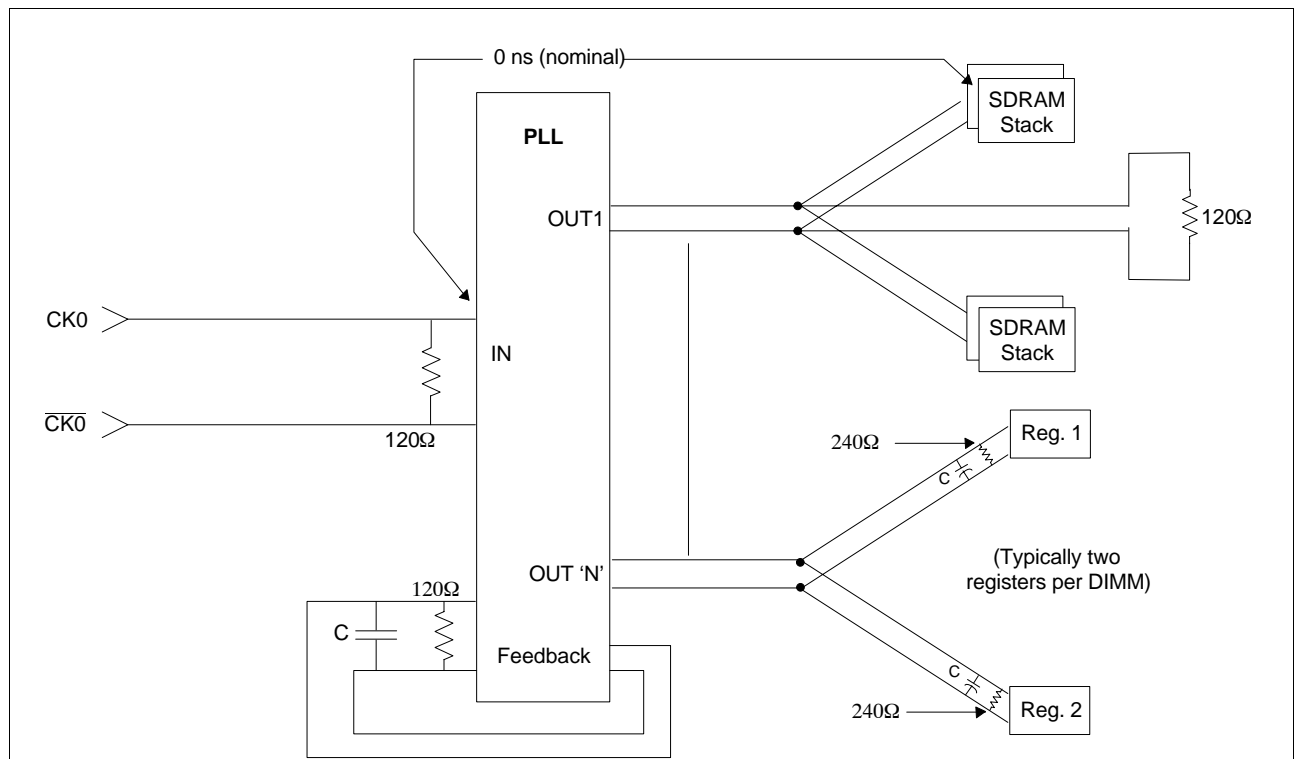 0 ns (nominal)
PLL
SDRAM
Stack
OUT1
120Ω
CK0
IN
SDRAM
Stack
CK0
120Ω
240Ω
Reg. 1
C
OUT 'N'
(Typically two
registers per DIMM)
120Ω
C
Feedback
C
240Ω
Reg. 2